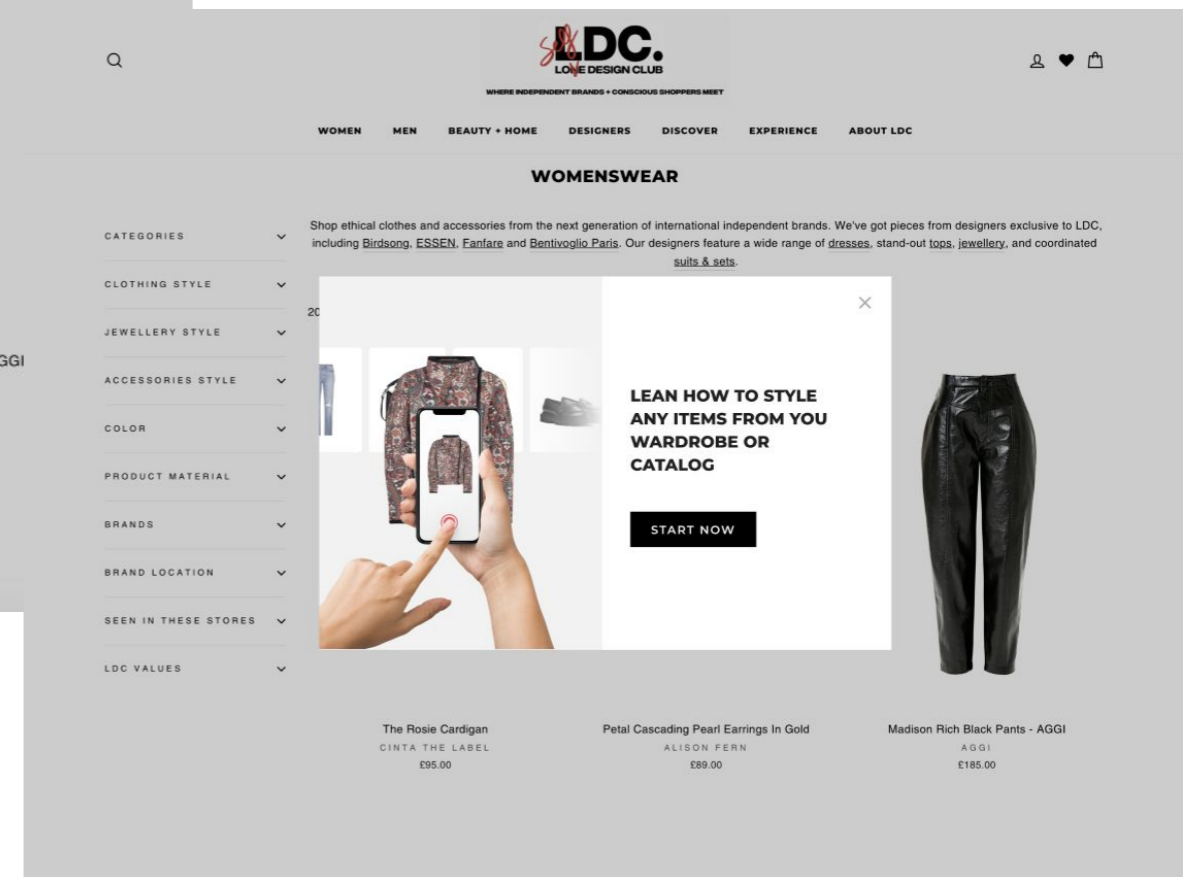 Self
LDC.
LONE DESIGN CLUB
WHERE INDEPENDENT BRANDS + CONSCIOUS SHOPPERS MEET
WOMEN MEN BEAUTY + HOME DESIGNERS DISCOVER EXPERIENCE ABOUT LDC
WOMENSWEAR
Shop ethical clothes and accessories from the next generation of international independent brands. We've got pieces from designers exclusive to LDC,
including Birdsong, ESSEN, Fanfare and Bentivoglio Paris. Our designers feature a wide range of dresses, stand-out tops, jewellery, and coordinated
suits & sets.
CATEGORIES
CLOTHING STYLE
JEWELLERY STYLE
ACCESSORIES STYLE
COLOR
PRODUCT MATERIAL
BRANDS
BRAND LOCATION
SEEN IN THESE STORES
LDC VALUES
20
GGI
LEAN HOW TO STYLE
ANY ITEMS FROM YOU
WARDROBE OR
CATALOG
START NOW
The Rosie Cardigan
CINTA THE LABEL
£95.00
Petal Cascading Pearl Earrings In Gold
ALISON FERN
£89.00
Madison Rich Black Pants - AGGI
AGGI
£185.00